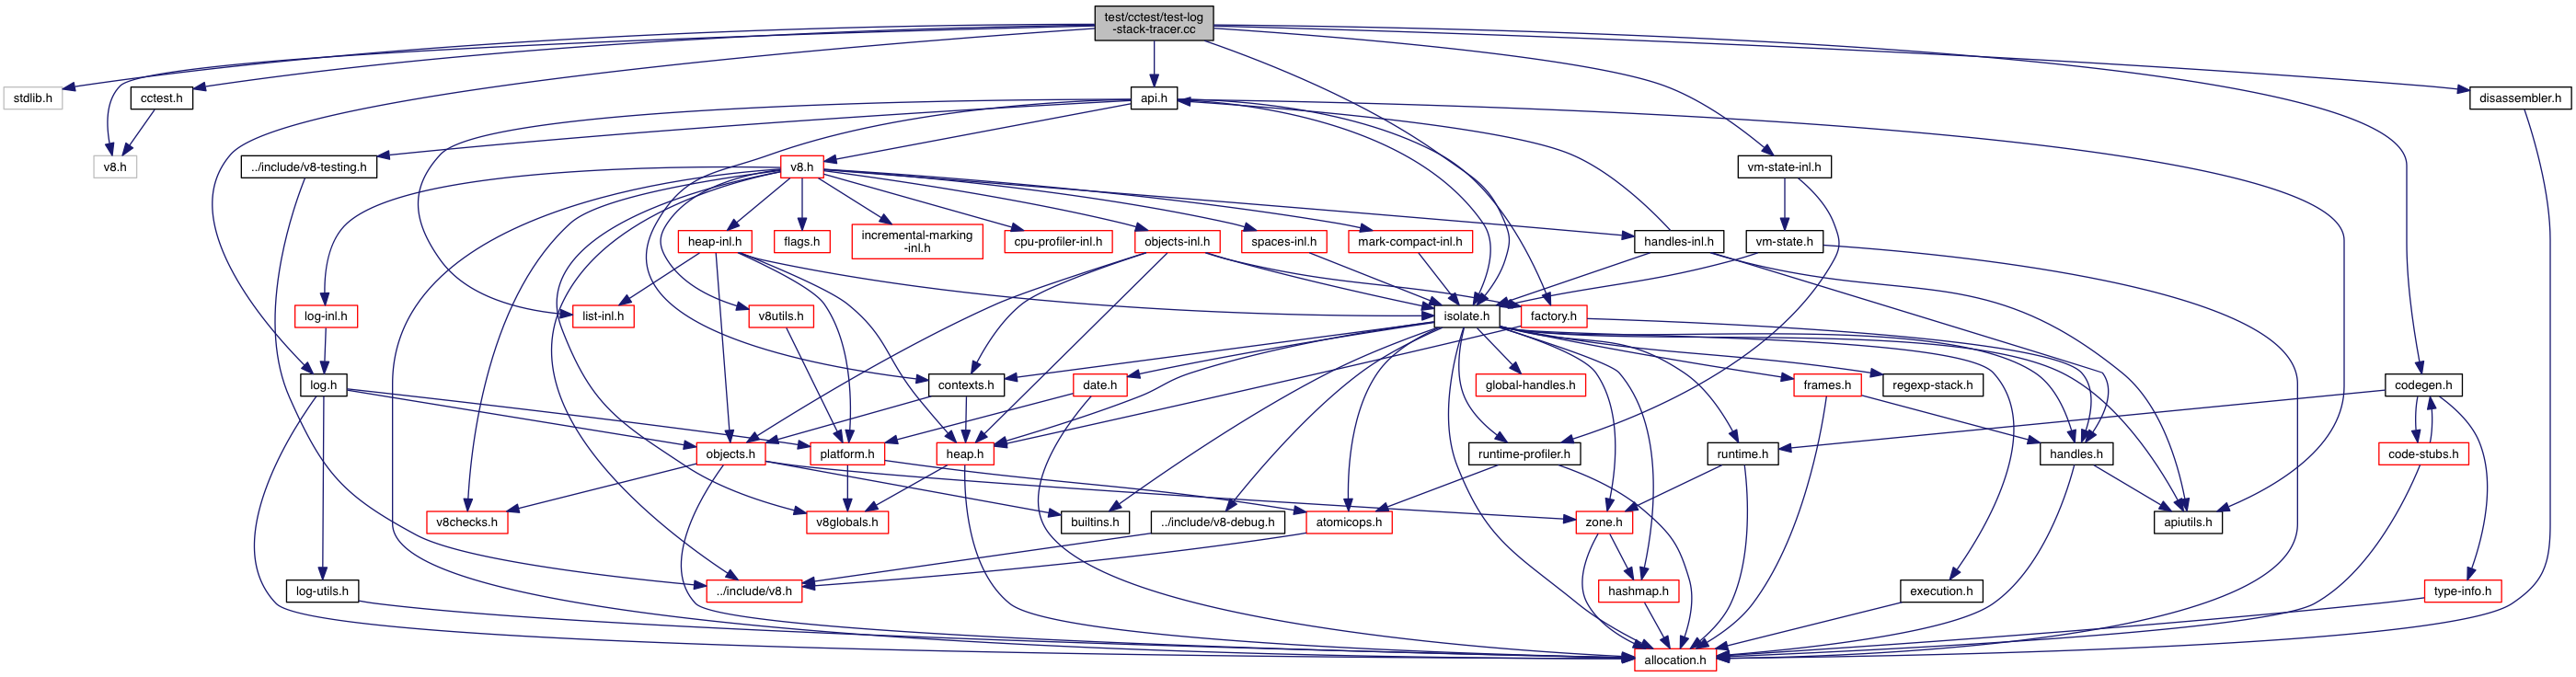 test/cctest/test-log
-stack-tracer.cc
stdlib.h
cctest.h
api.h
disassembler.h
v8.h
../include/v8-testing.h
v8.h
vm-state-inl.h
heap-inl.h
flags.h
incremental-marking
-inl.h
cpu-profiler-inl.h
objects-inl.h
spaces-inl.h
mark-compact-inl.h
handles-inl.h
vm-state.h
log-inl.h
list-inl.h
v8utils.h
isolate.h
factory.h
log.h
contexts.h
date.h
global-handles.h
frames.h
regexp-stack.h
codegen.h
objects.h
platform.h
heap.h
runtime-profiler.h
runtime.h
handles.h
code-stubs.h
v8checks.h
v8globals.h
builtins.h
../include/v8-debug.h
atomicops.h
zone.h
apiutils.h
log-utils.h
../include/v8.h
hashmap.h
execution.h
type-info.h
allocation.h